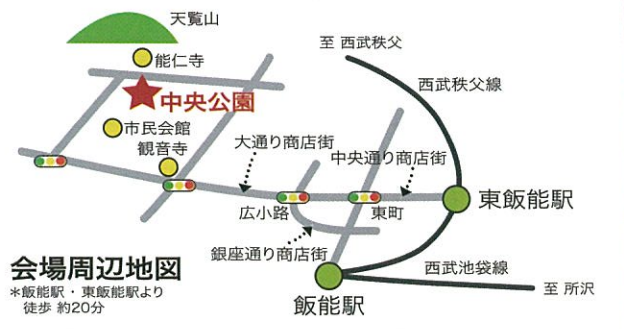 天覧山
能仁寺
中央公園
市民会館
観音寺
大通り商店街
中央通り商店街
至 西武秩父
西武秩父線
広小路
東町
東飯能駅
銀座通り商店街
西武池袋線
至 所沢
飯能駅
会場周辺地図
*飯能駅・東飯能駅より
徒歩 約20分